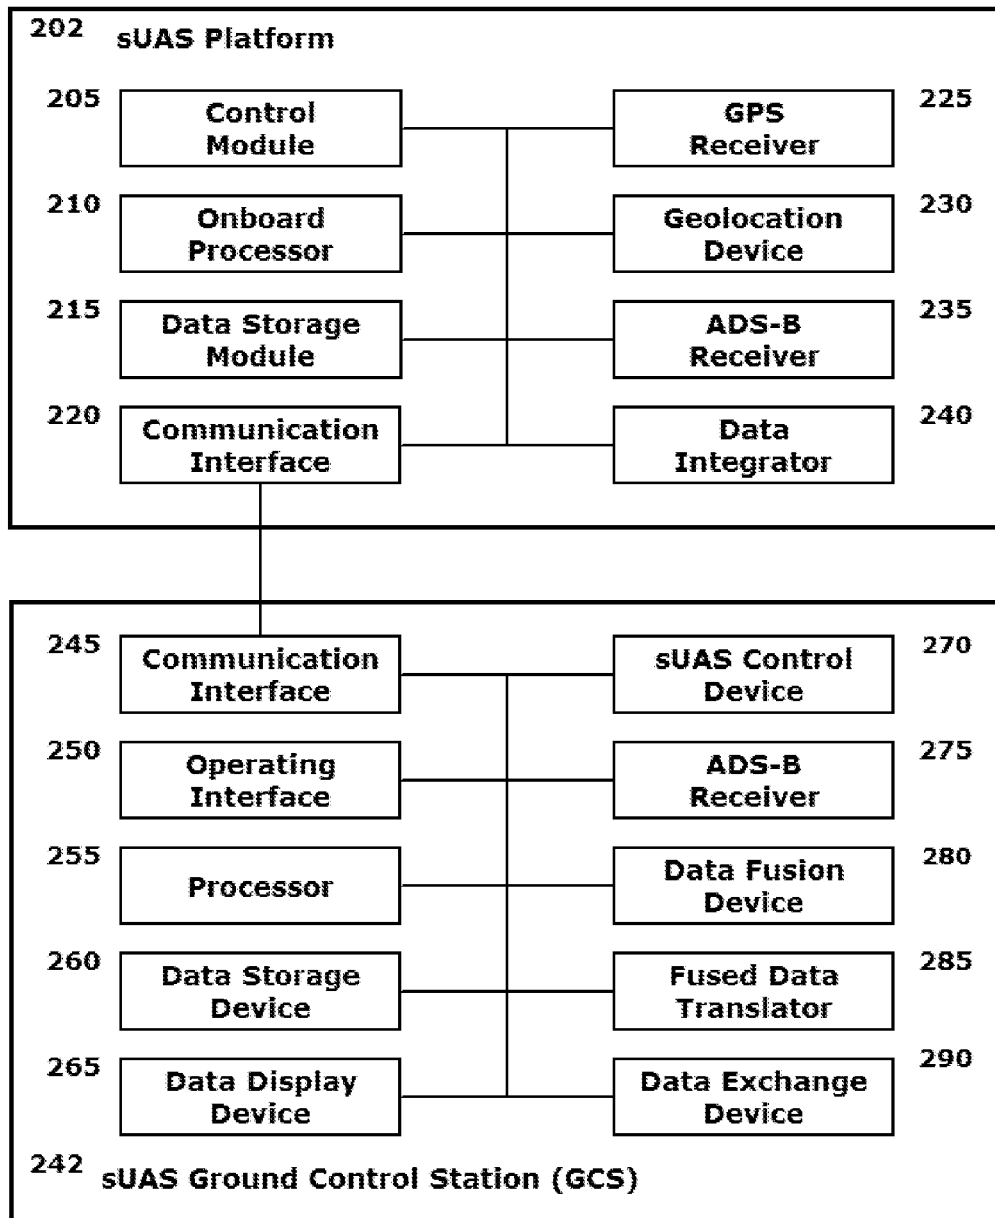 202 sUAS Platform
205 Control Module
GPS Receiver 225
210 Onboard Processor
Geolocation Device 230
215 Data Storage Module
ADS-B Receiver 235
220 Communication Interface
Data Integrator 240
245 Communication Interface
sUAS Control Device 270
250 Operating Interface
ADS-B Receiver 275
255 Processor
Data Fusion Device 280
260 Data Storage Device
Fused Data Translator 285
265 Data Display Device
Data Exchange Device 290
242 sUAS Ground Control Station (GCS)